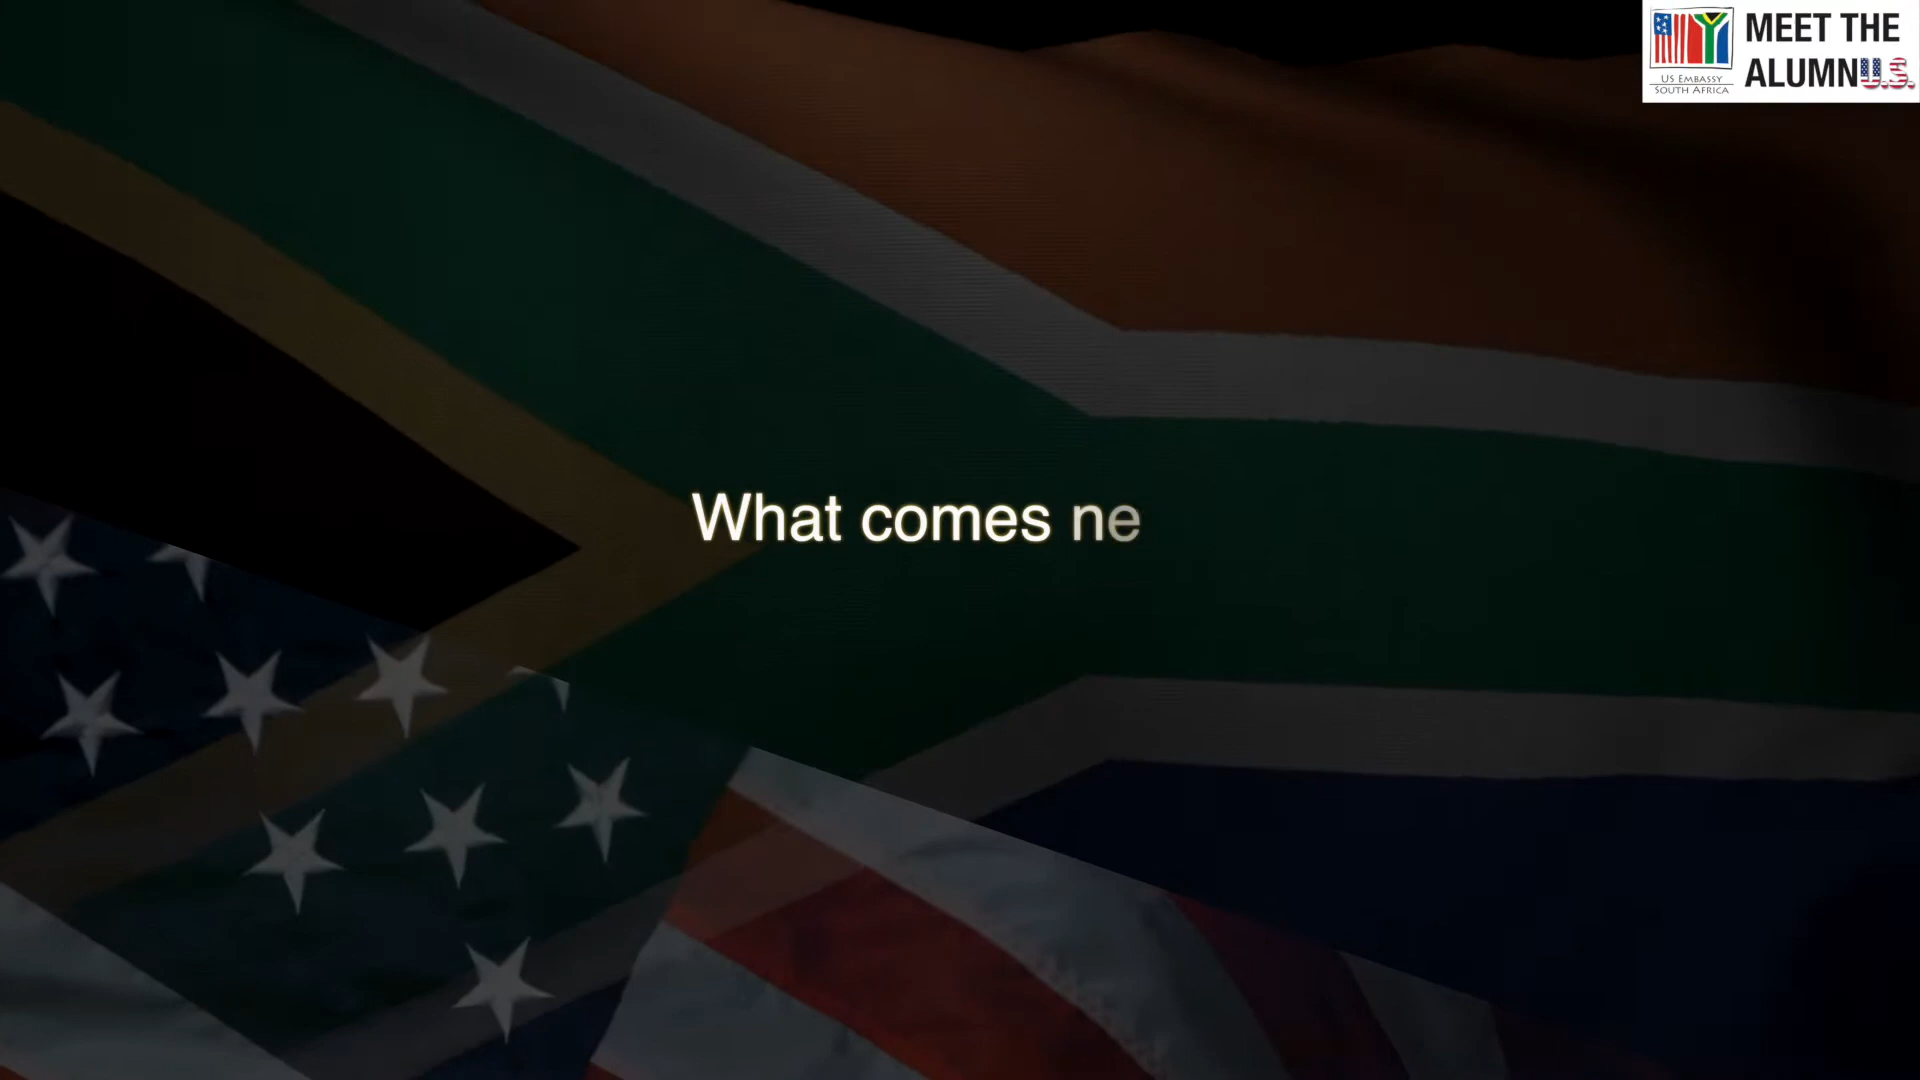 MEET THE
ALUMNU.S.
US EMBASSY
SOUTH AFRICA
What comes ne